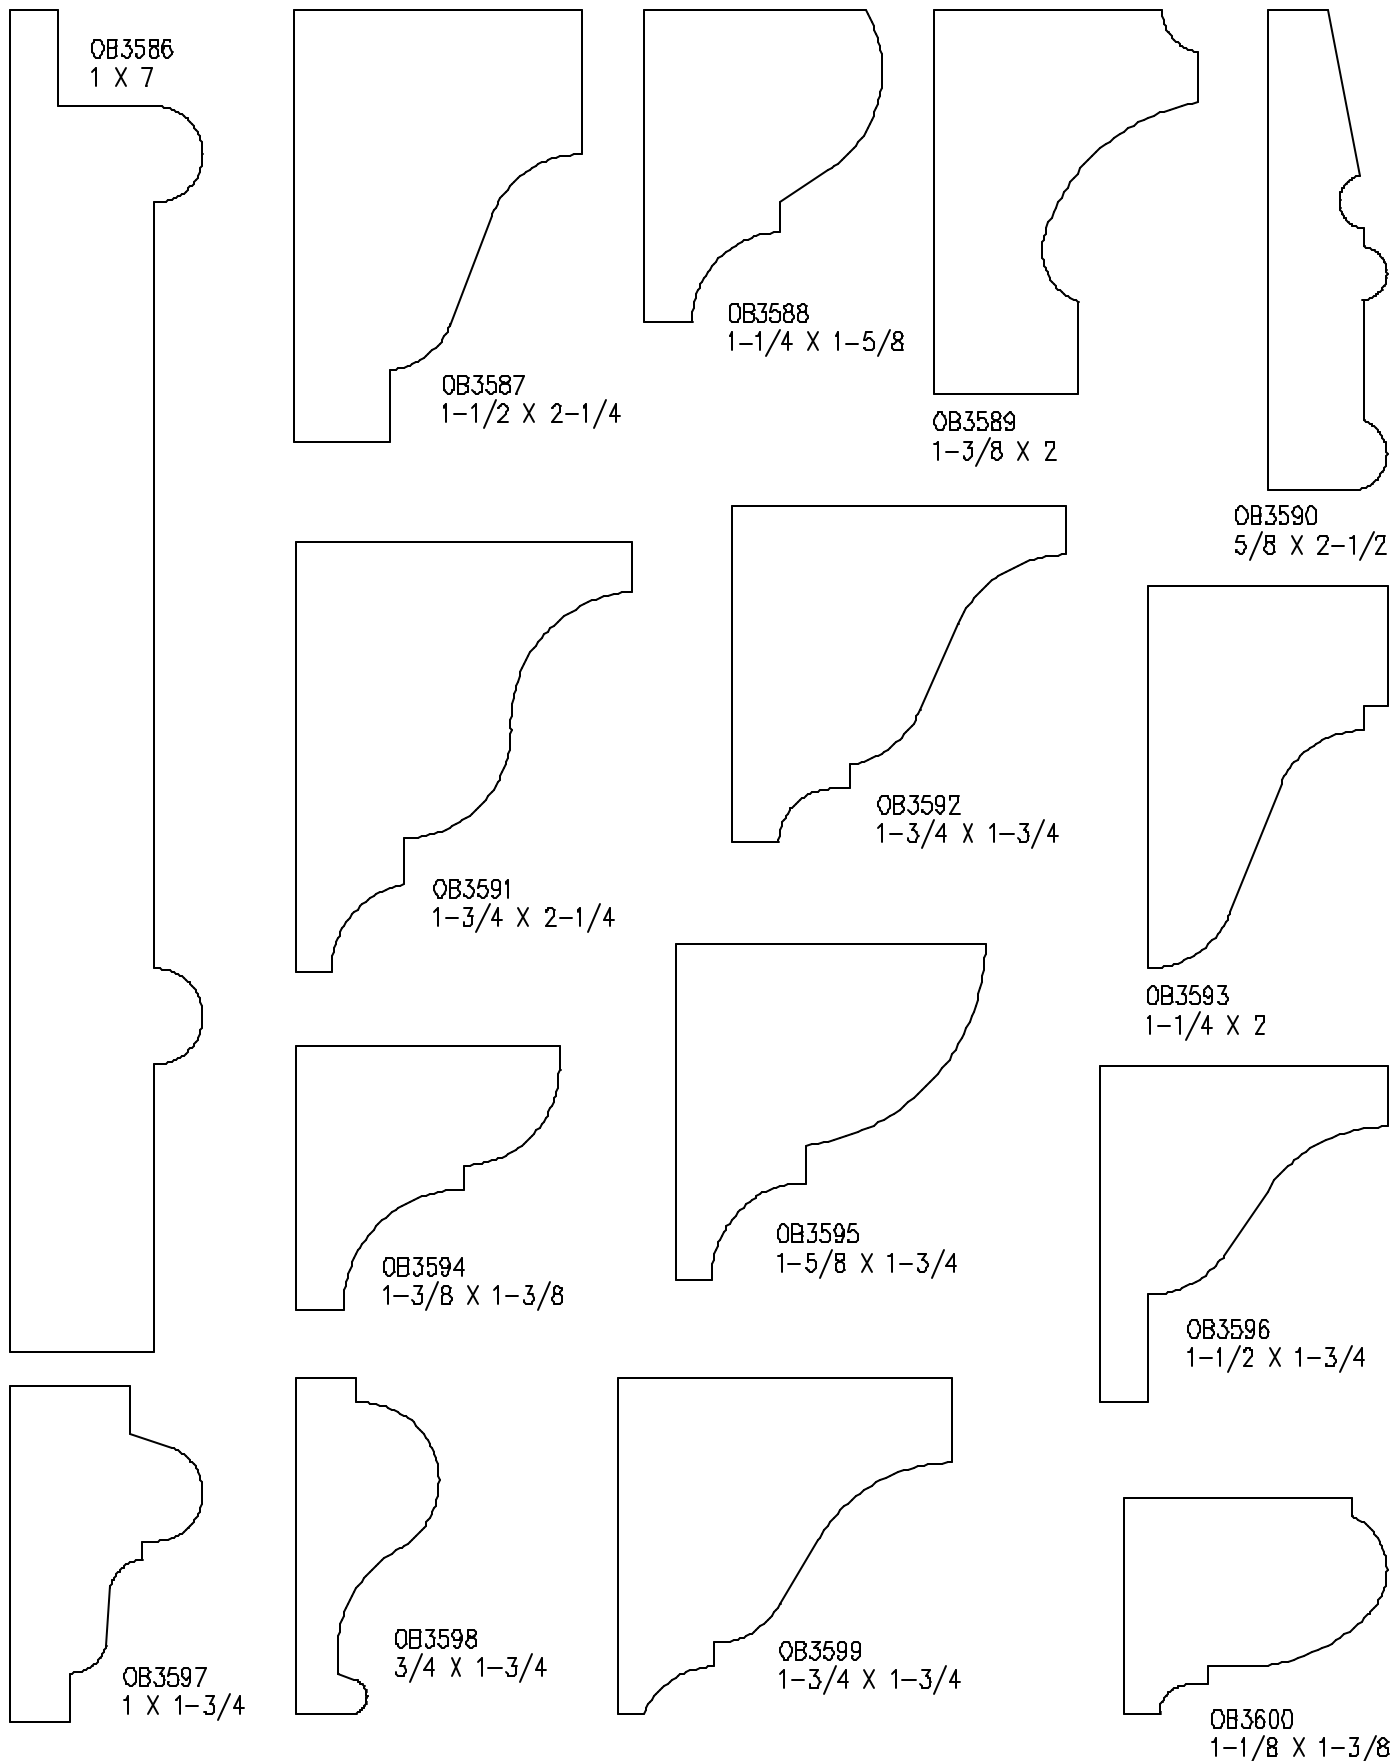 OB3586
1 X 7
OB3587
1-1/2 X 2-1/4
OB3588
1-1/4 X 1-5/8
OB3589
1-3/8 X 2
OB3590
5/8 X 2-1/2
OB3591
1-3/4 X 2-1/4
OB3592
1-3/4 X 1-3/4
OB3593
1-1/4 X 2
OB3594
1-3/8 X 1-3/8
OB3595
1-5/8 X 1-3/4
OB3596
1-1/2 X 1-3/4
OB3597
1 X 1-3/4
OB3598
3/4 X 1-3/4
OB3599
1-3/4 X 1-3/4
OB3600
1-1/8 X 1-3/8